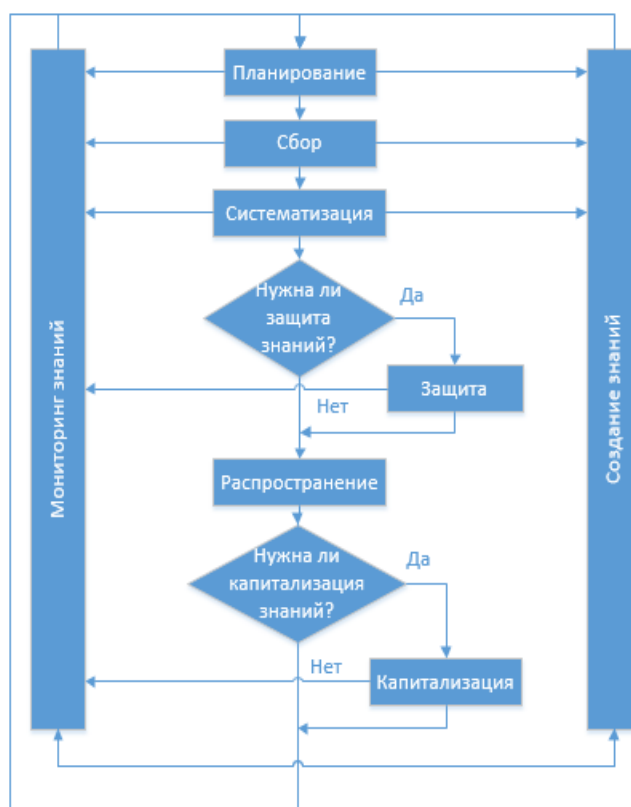 Планирование
Сбор
Систематизация
Нужна ли
защита
знаний?
Да
Защита
Нет
Распространение
Нужна ли
капитализация
знаний?
Да
Нет
Капитализация
Мониторинг знаний
Создание знаний